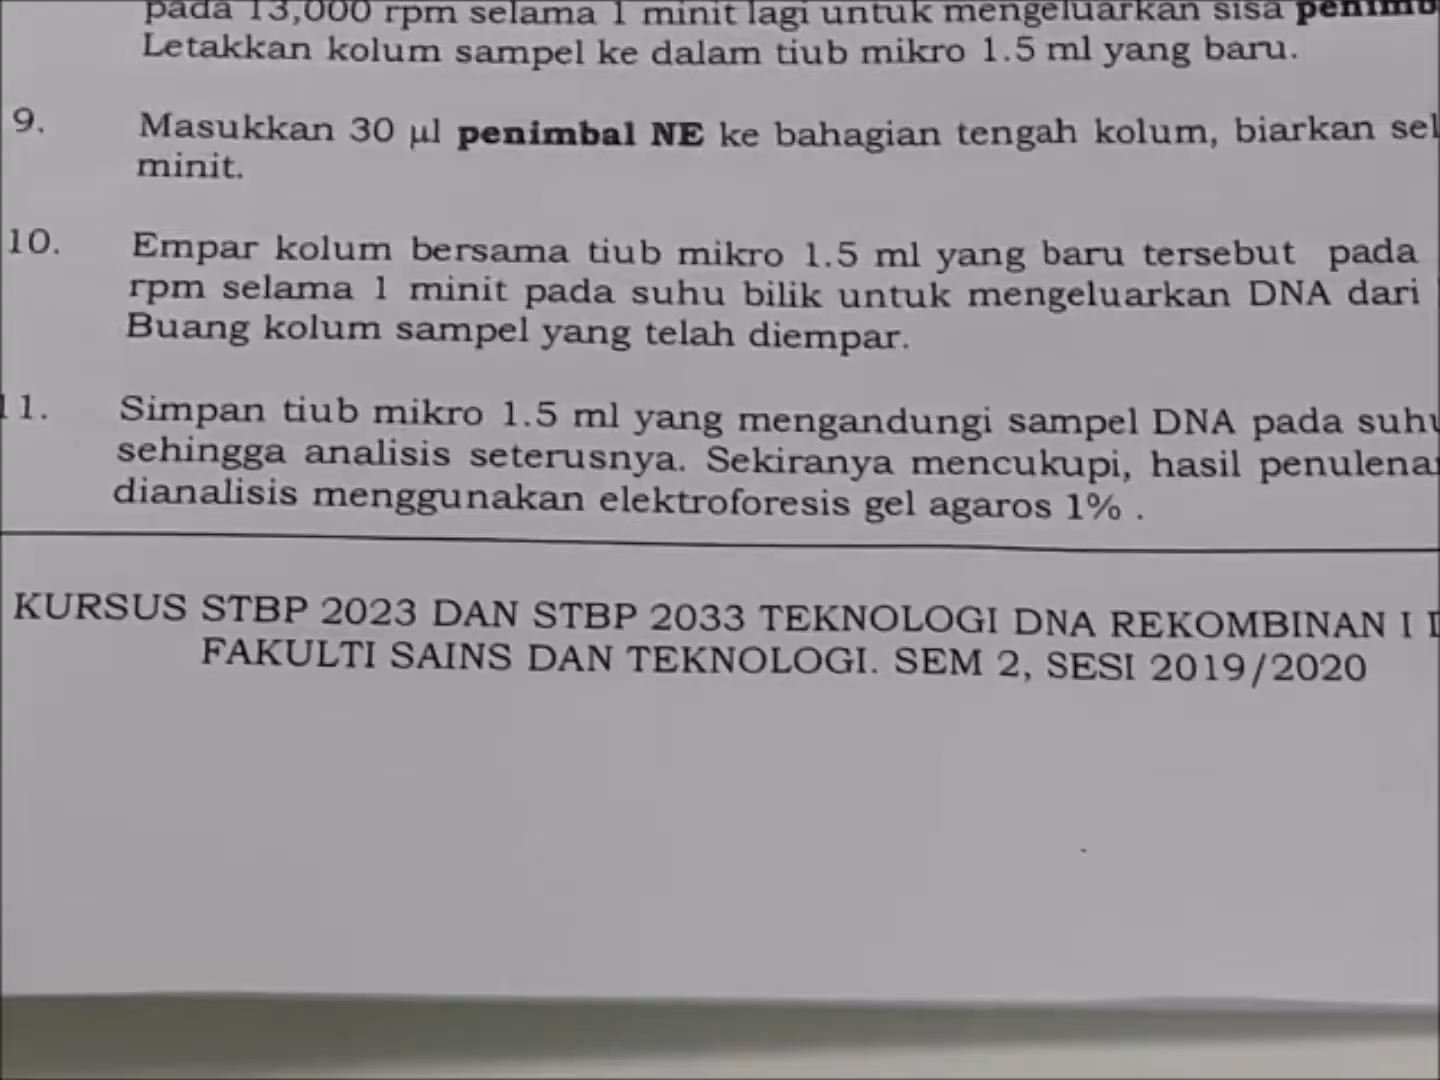 pada 13,000 rpm selama 1 minit lagi untuk mengeluarkan sisa
Letakkan kolum sampel ke dalam tiub mikro 1.5 ml yang baru.
9. Masukkan 30 µl penimbal NE ke bahagian tengah kolum, biarkan
minit.
10. Empar kolum bersama tiub mikro 1.5 ml yang baru tersebut pada
rpm selama 1 minit pada suhu bilik untuk mengeluarkan DNA dari
Buang kolum sampel yang telah diempar.
11. Simpan tiub mikro 1.5 ml yang mengandungi sampel DNA pada suhu
sehingga analisis seterusnya. Sekiranya mencukupi, hasil
dianalisis menggunakan elektroforesis gel agaros 1% .
KURSUS STBP 2023 DAN STBP 2033 TEKNOLOGI DNA REKOMBINAN I
FAKULTI SAINS DAN TEKNOLOGI. SEM 2, SESI 2019/2020